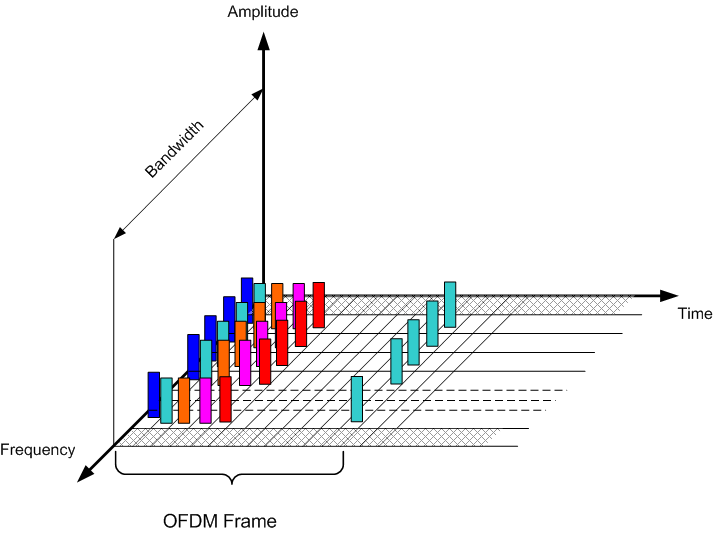 Amplitude
Bandwidth
Time
Frequency
OFDM Frame